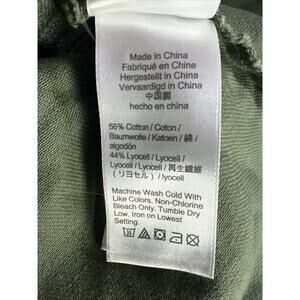 Made in China
Fabriqué en Chine
Hergestellt in China
Vervaardigd in China
中国製
hecho en china
56% Cotton / Coton /
Baumwolle / Katoen / 綿 /
algodón
44% Lyocell / Lyocell /
Lyocell / Lyocell / 再生繊維
(リヨセル) / lyocell
Machine Wash Cold With
Like Colors. Non-Chlorine
Bleach Only. Tumble Dry
Low. Iron on Lowest
Setting.